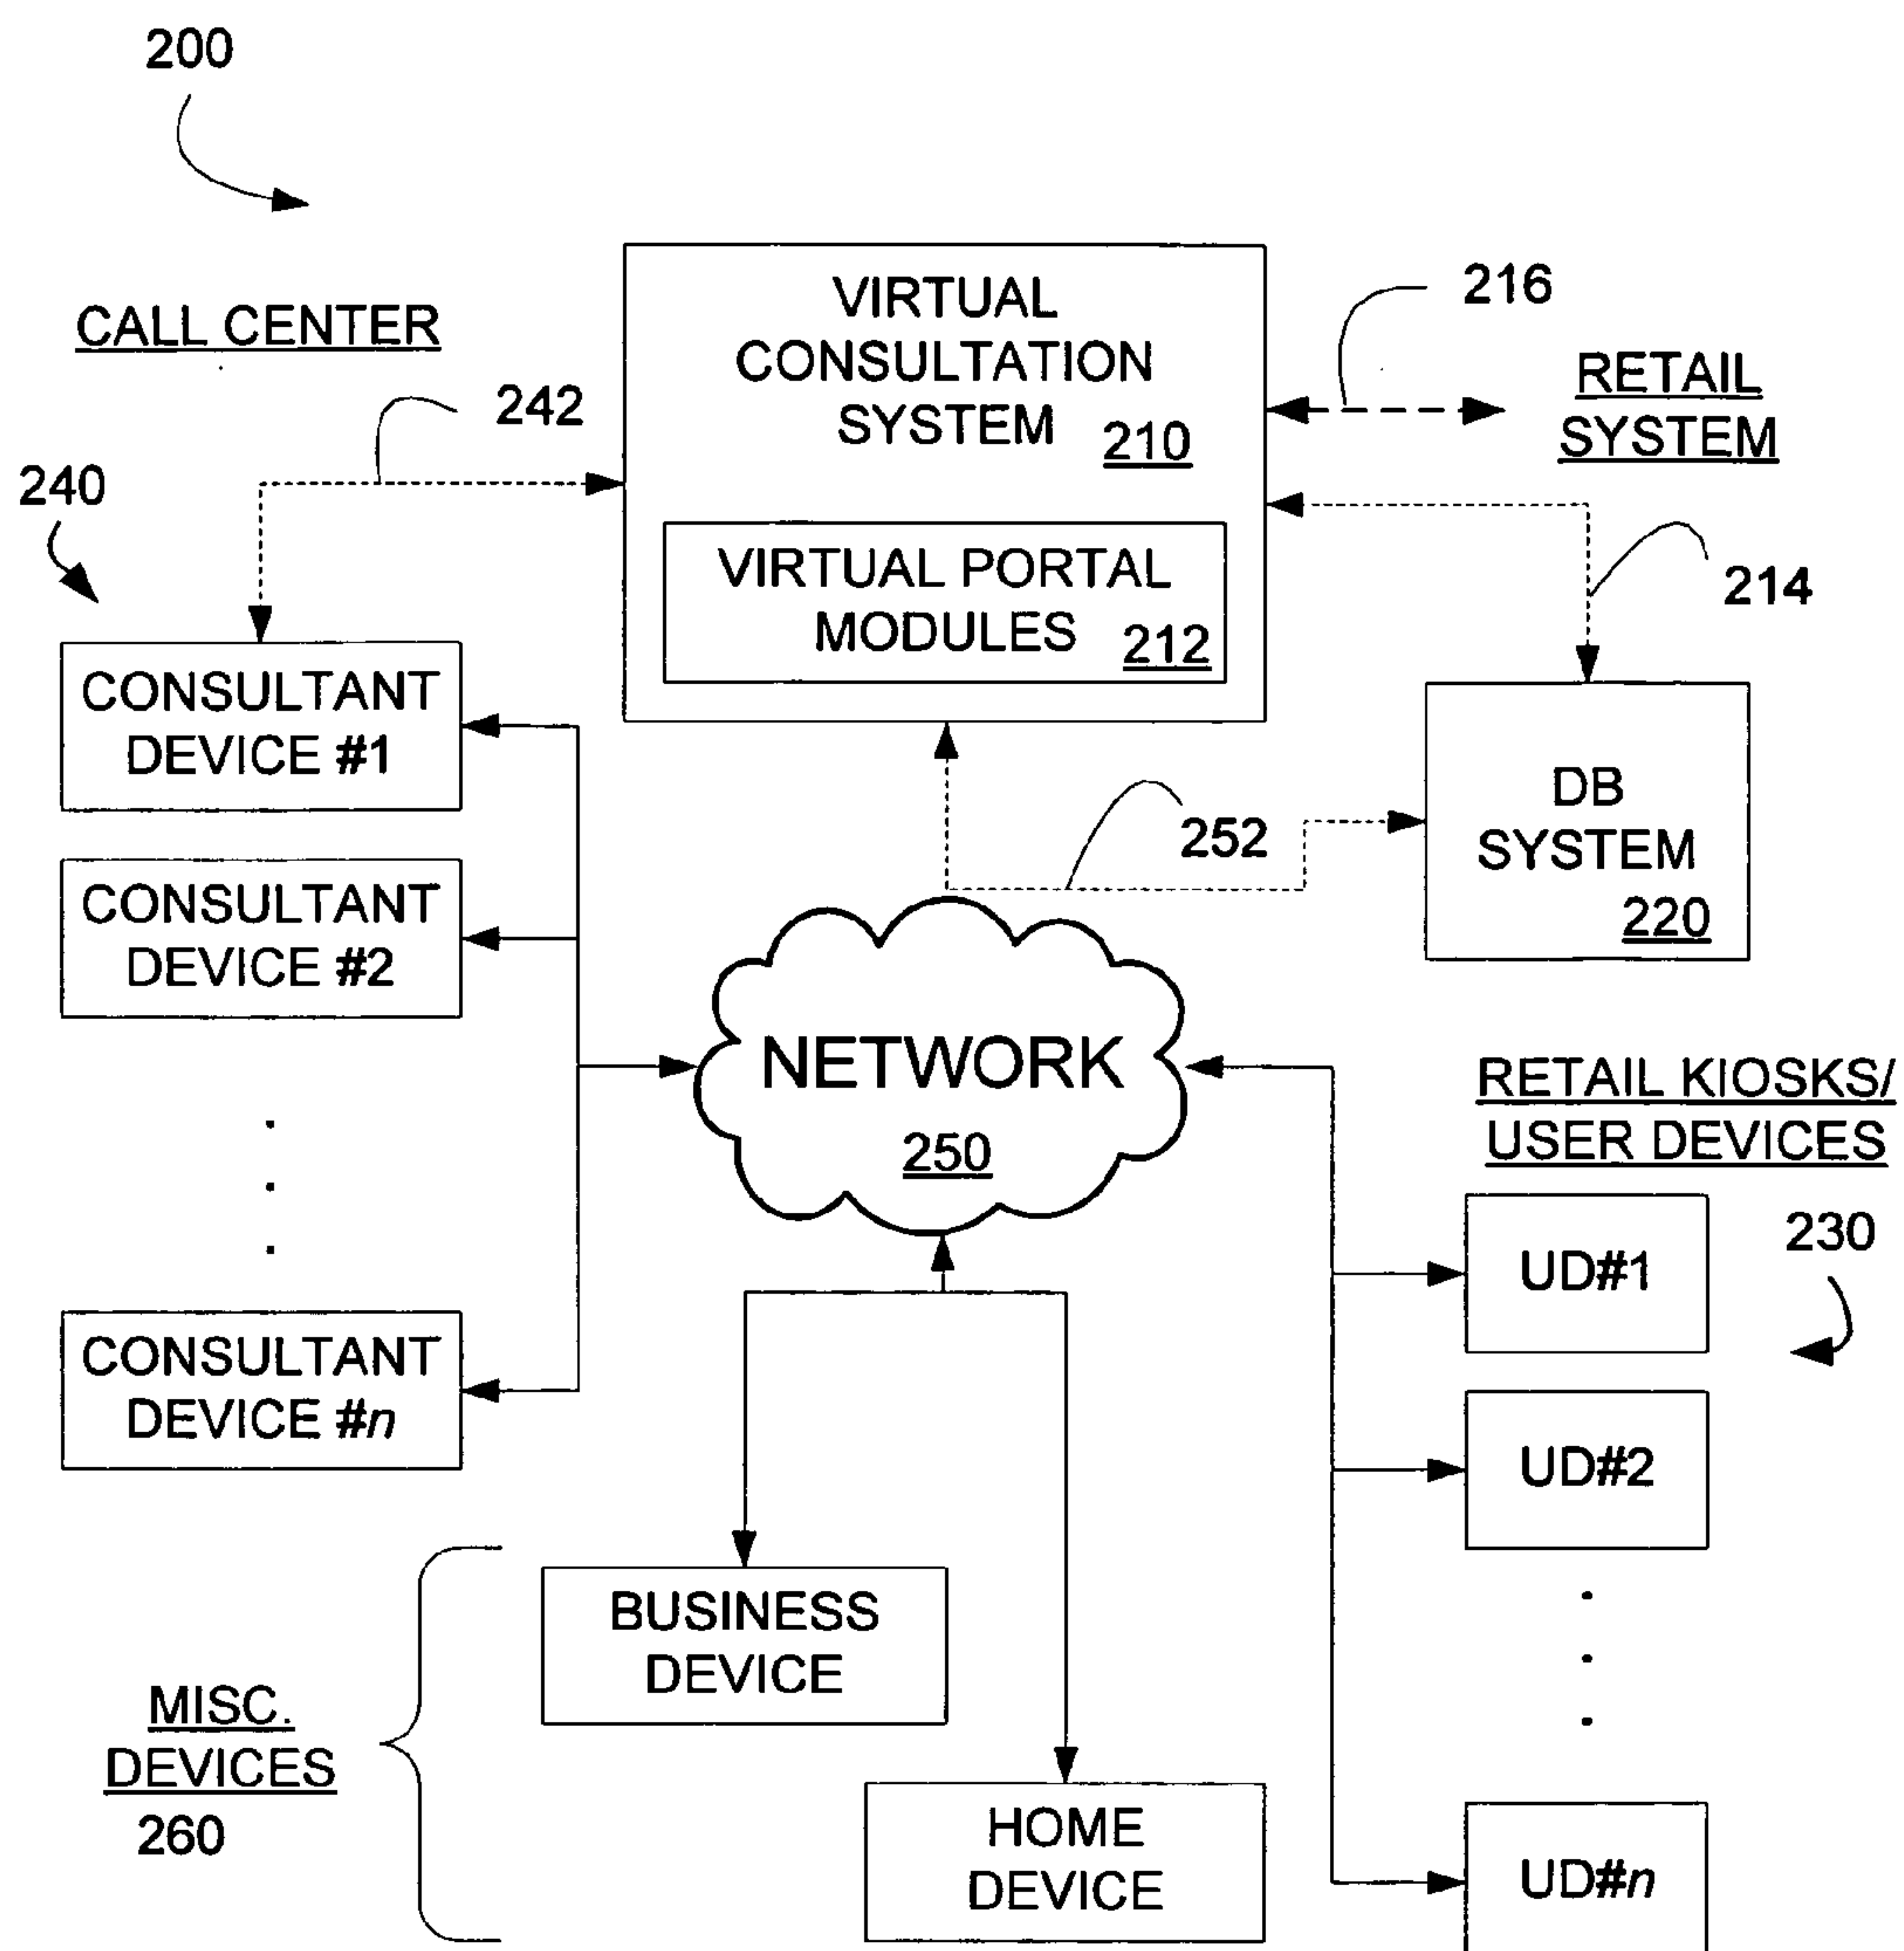 200
CALL CENTER
242
240
VIRTUAL
CONSULTATION
SYSTEM
210
VIRTUAL PORTAL
MODULES
212
216
RETAIL
SYSTEM
214
CONSULTANT
DEVICE #1
CONSULTANT
DEVICE #2
CONSULTANT
DEVICE #n
252
DB
SYSTEM
220
NETWORK
250
RETAIL KIOSKS/
USER DEVICES
230
UD#1
UD#2
UD#n
MISC.
DEVICES
260
BUSINESS
DEVICE
HOME
DEVICE